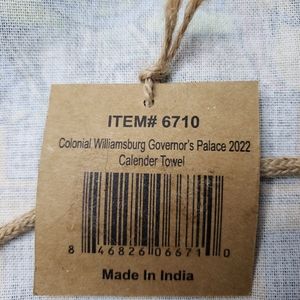 ITEM# 6710
Colonial Williamsburg Governor's Palace 2022
Calender Towel
8 46826 06671 0
Made In India